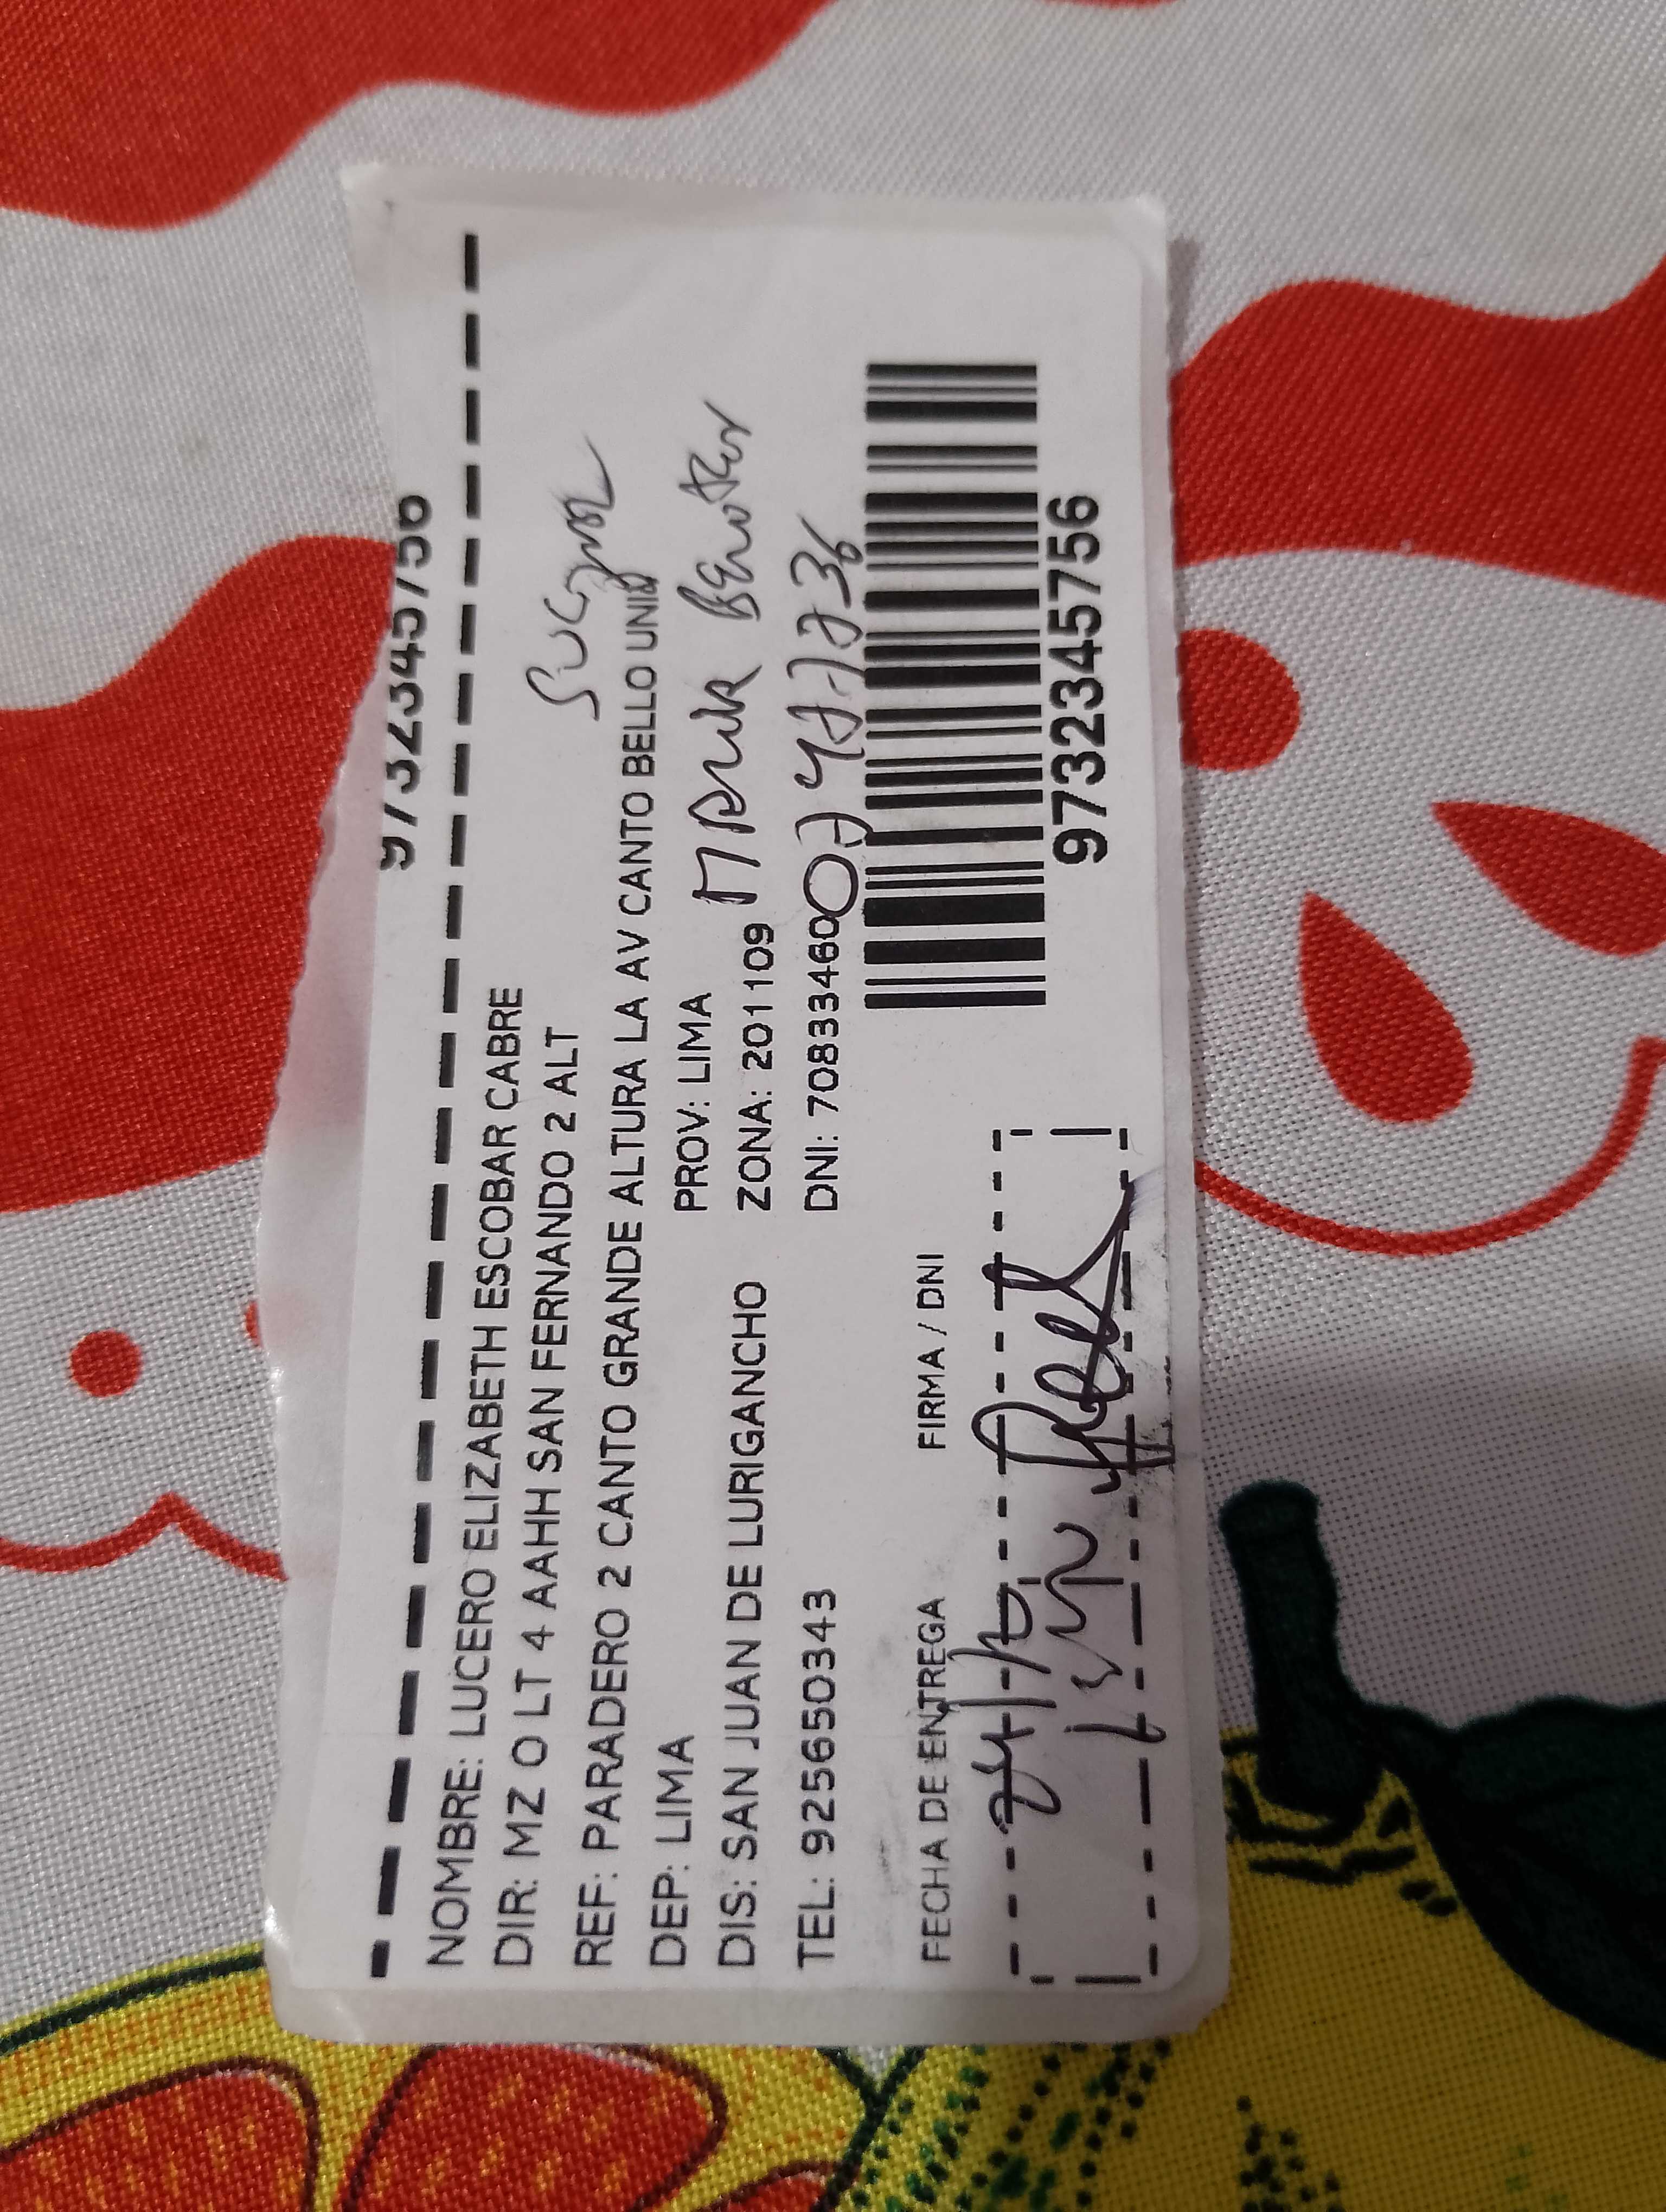 9732345756
NOMBRE: LUCERO ELIZABETH ESCOBAR CABRE
DIR: MZ O LT 4 AAHH SAN FERNANDO 2 ALT
REF: PARADERO 2 CANTO GRANDE ALTURA LA AV CANTO BELLO UNID
DEP: LIMA PROV: LIMA
DIS: SAN JUAN DE LURIGANCHO ZONA: 201109
TEL: 925650343 DNI: 70833460
FECHA DE ENTREGA FIRMA / DNI
9732345756